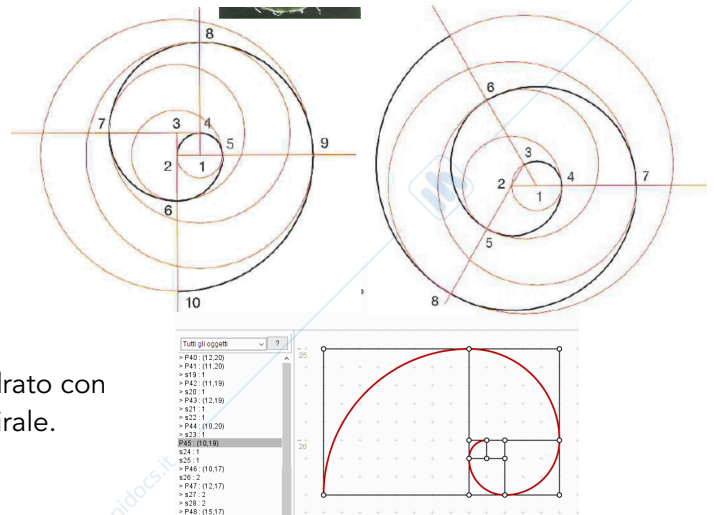 8
7
3
4
5
9
2
1
6
10
6
3
4
7
2
1
5
8
drato con
irale.
Tutti gli oggetti
?
> P40 : (12,20)
> P41 : (11,20)
> s19 : 1
> P42 : (11,19)
> s20 : 1
> P43 : (12,19)
> s21 : 1
> s22 : 1
> P44 : (10,20)
> s23 : 1
P45 : (10,19)
s24 : 1
s25 : 1
> P46 : (10,17)
s26 : 2
> P47 : (12,17)
> s27 : 2
> s28 : 2
> P48 : (15,17)
25
20
nidocs.it